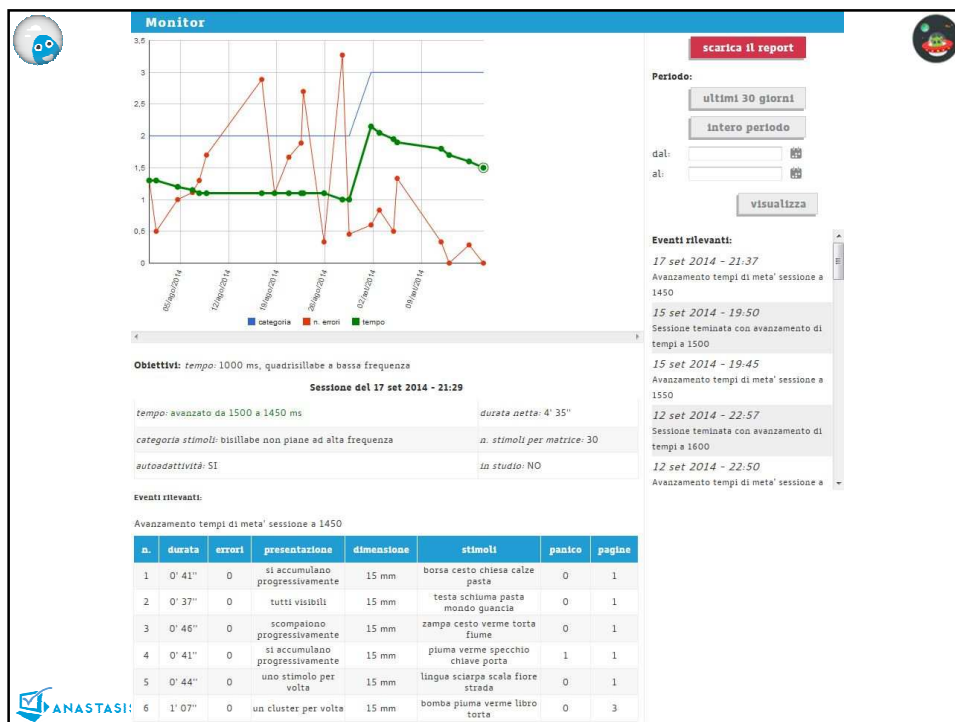 Monitor
3,5
3
2,5
2
1,5
1
0,5
0
05/ago/2014
12/ago/2014
19/ago/2014
26/ago/2014
02/set/2014
09/set/2014
categoria n. errori tempo
scarica il report
Periodo:
ultimi 30 giorni
intero periodo
dal:
al:
visualizza
Eventi rilevanti:
17 set 2014 - 21:37
Avanzamento tempi di meta' sessione a
1450
15 set 2014 - 19:50
Sessione teminata con avanzamento di
tempi a 1500
15 set 2014 - 19:45
Avanzamento tempi di meta' sessione a
1550
12 set 2014 - 22:57
Sessione teminata con avanzamento di
tempi a 1600
12 set 2014 - 22:50
Avanzamento tempi di meta' sessione a
Obiettivi: tempo: 1000 ms, quadrisillabe a bassa frequenza
Sessione del 17 set 2014 - 21:29
tempo: avanzato da 1500 a 1450 ms durata netta: 4' 35''
categoria stimoli: bisillabe non piane ad alta frequenza n. stimoli per matrice: 30
autoadattività: SI in studio: NO
Eventi rilevanti:
Avanzamento tempi di meta' sessione a 1450
n. durata errori presentazione dimensione stimoli panico pagine
1 0' 41'' 0 si accumulano progressivamente 15 mm borsa cesto chiesa calze pasta 0 1
2 0' 37'' 0 tutti visibili 15 mm testa schiuma pasta mondo guancia 0 1
3 0' 46'' 0 scompaiono progressivamente 15 mm zampa cesto verme torta fiume 0 1
4 0' 41'' 0 si accumulano progressivamente 15 mm piuma verme specchio chiave porta 1 1
5 0' 44'' 0 uno stimolo per volta 15 mm lingua sciarpa scala fiore strada 0 1
6 1' 07'' 0 un cluster per volta 15 mm bomba piuma verme libro torta 0 3
ANASTASIS